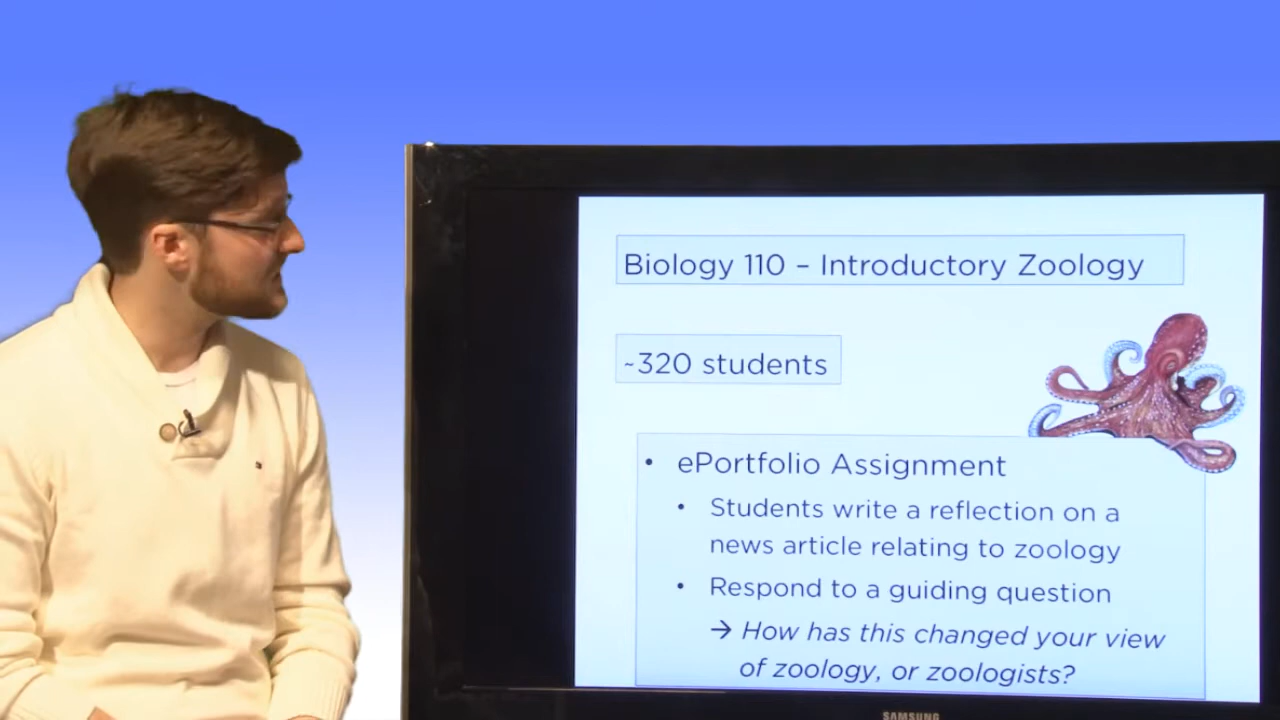 Biology 110 – Introductory Zoology
~320 students
• ePortfolio Assignment
• Students write a reflection on a
news article relating to zoology
• Respond to a guiding question
→ How has this changed your view
of zoology, or zoologists?
SAMSUNG